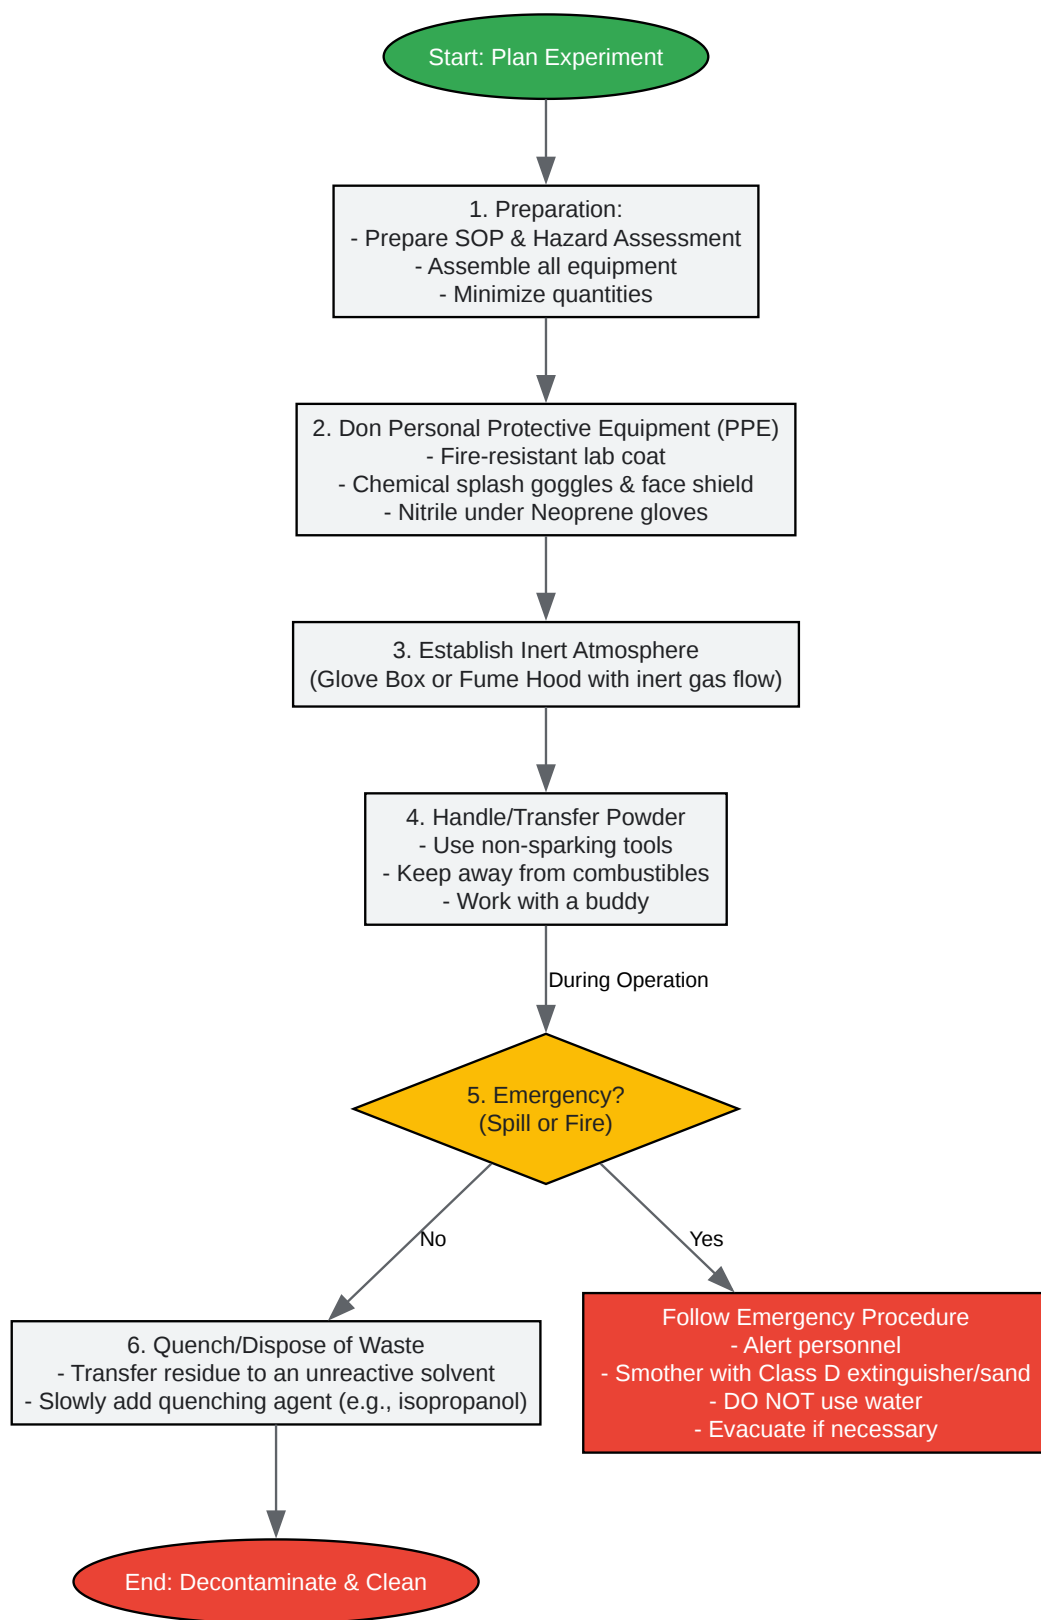 Start: Plan Experiment
1. Preparation:
- Prepare SOP & Hazard Assessment
- Assemble all equipment
- Minimize quantities
2. Don Personal Protective Equipment (PPE)
- Fire-resistant lab coat
- Chemical splash goggles & face shield
- Nitrile under Neoprene gloves
3. Establish Inert Atmosphere
(Glove Box or Fume Hood with inert gas flow)
4. Handle/Transfer Powder
- Use non-sparking tools
- Keep away from combustibles
- Work with a buddy
During Operation
5. Emergency?
(Spill or Fire)
No
Yes
6. Quench/Dispose of Waste
- Transfer residue to an unreactive solvent
- Slowly add quenching agent (e.g., isopropanol)
Follow Emergency Procedure
- Alert personnel
- Smother with Class D extinguisher/sand
- DO NOT use water
- Evacuate if necessary
End: Decontaminate & Clean